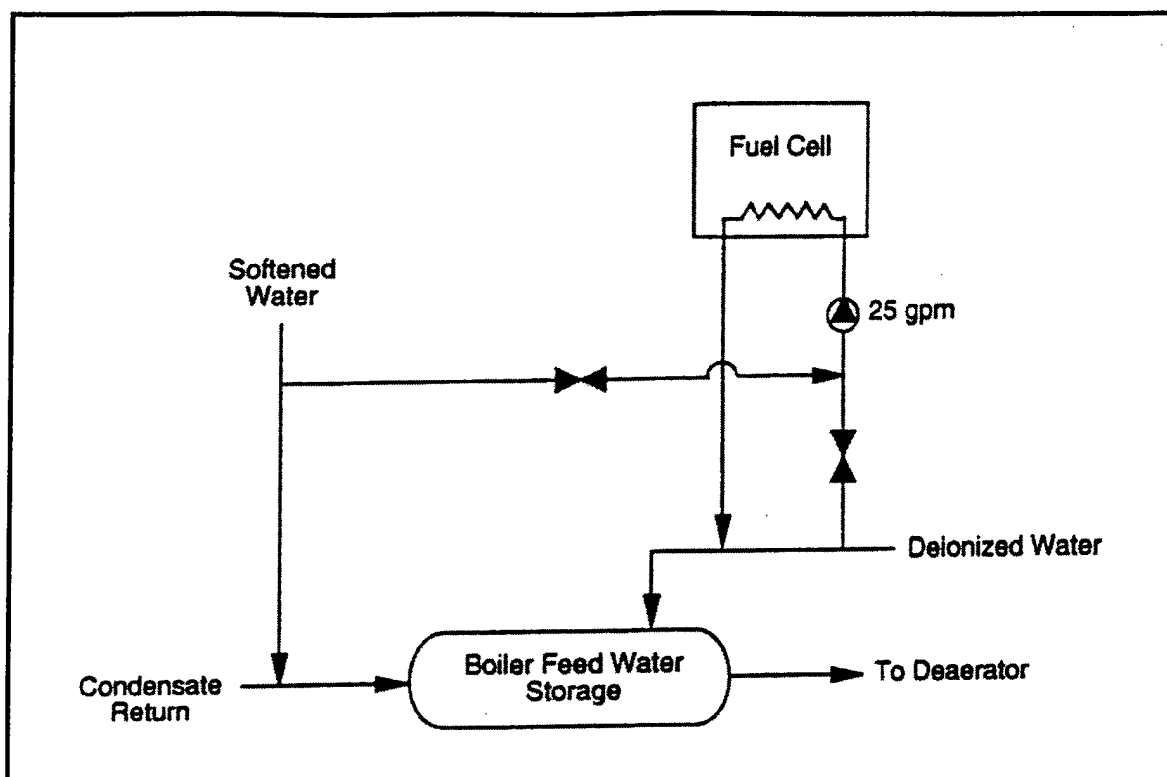 Fuel Cell
Softened
Water
25 gpm
Deionized Water
Boiler Feed Water
Storage
To Deaerator
Condensate
Return